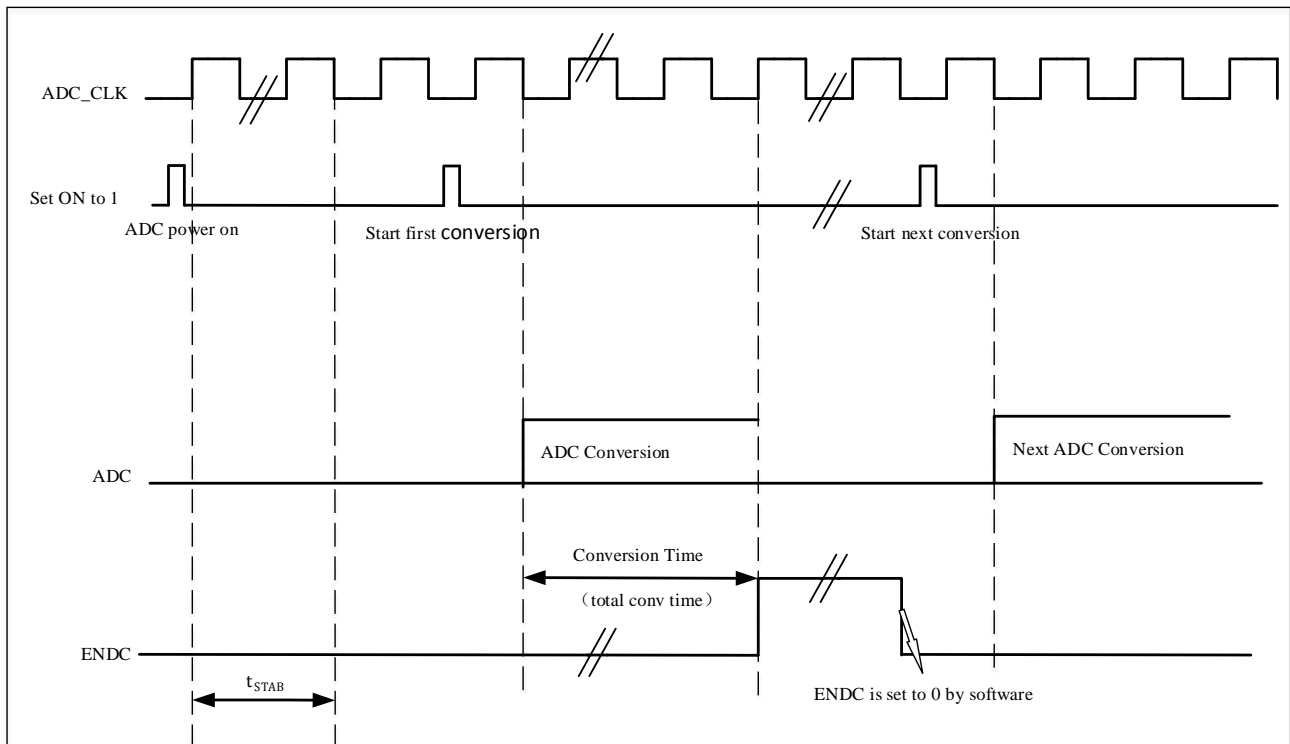 ADC_CLK
Set ON to 1
ADC power on
Start first conversion
Start next conversion
ADC Conversion
Next ADC Conversion
ADC
Conversion Time
（total conv time）
ENDC
tSTAB
ENDC is set to 0 by software